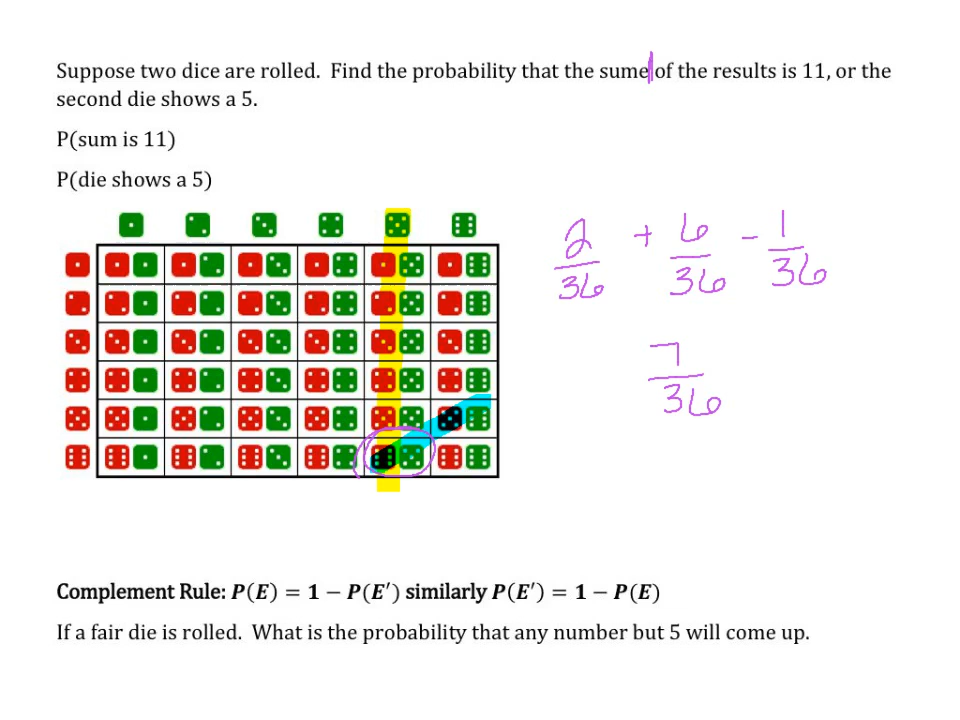 Suppose two dice are rolled. Find the probability that the sume of the results is 11, or the
second die shows a 5.
P(sum is 11)
P(die shows a 5)
2/36 + 6/36 - 1/36
7/36
Complement Rule: P(E) = 1 − P(E′) similarly P(E′) = 1 − P(E)
If a fair die is rolled. What is the probability that any number but 5 will come up.